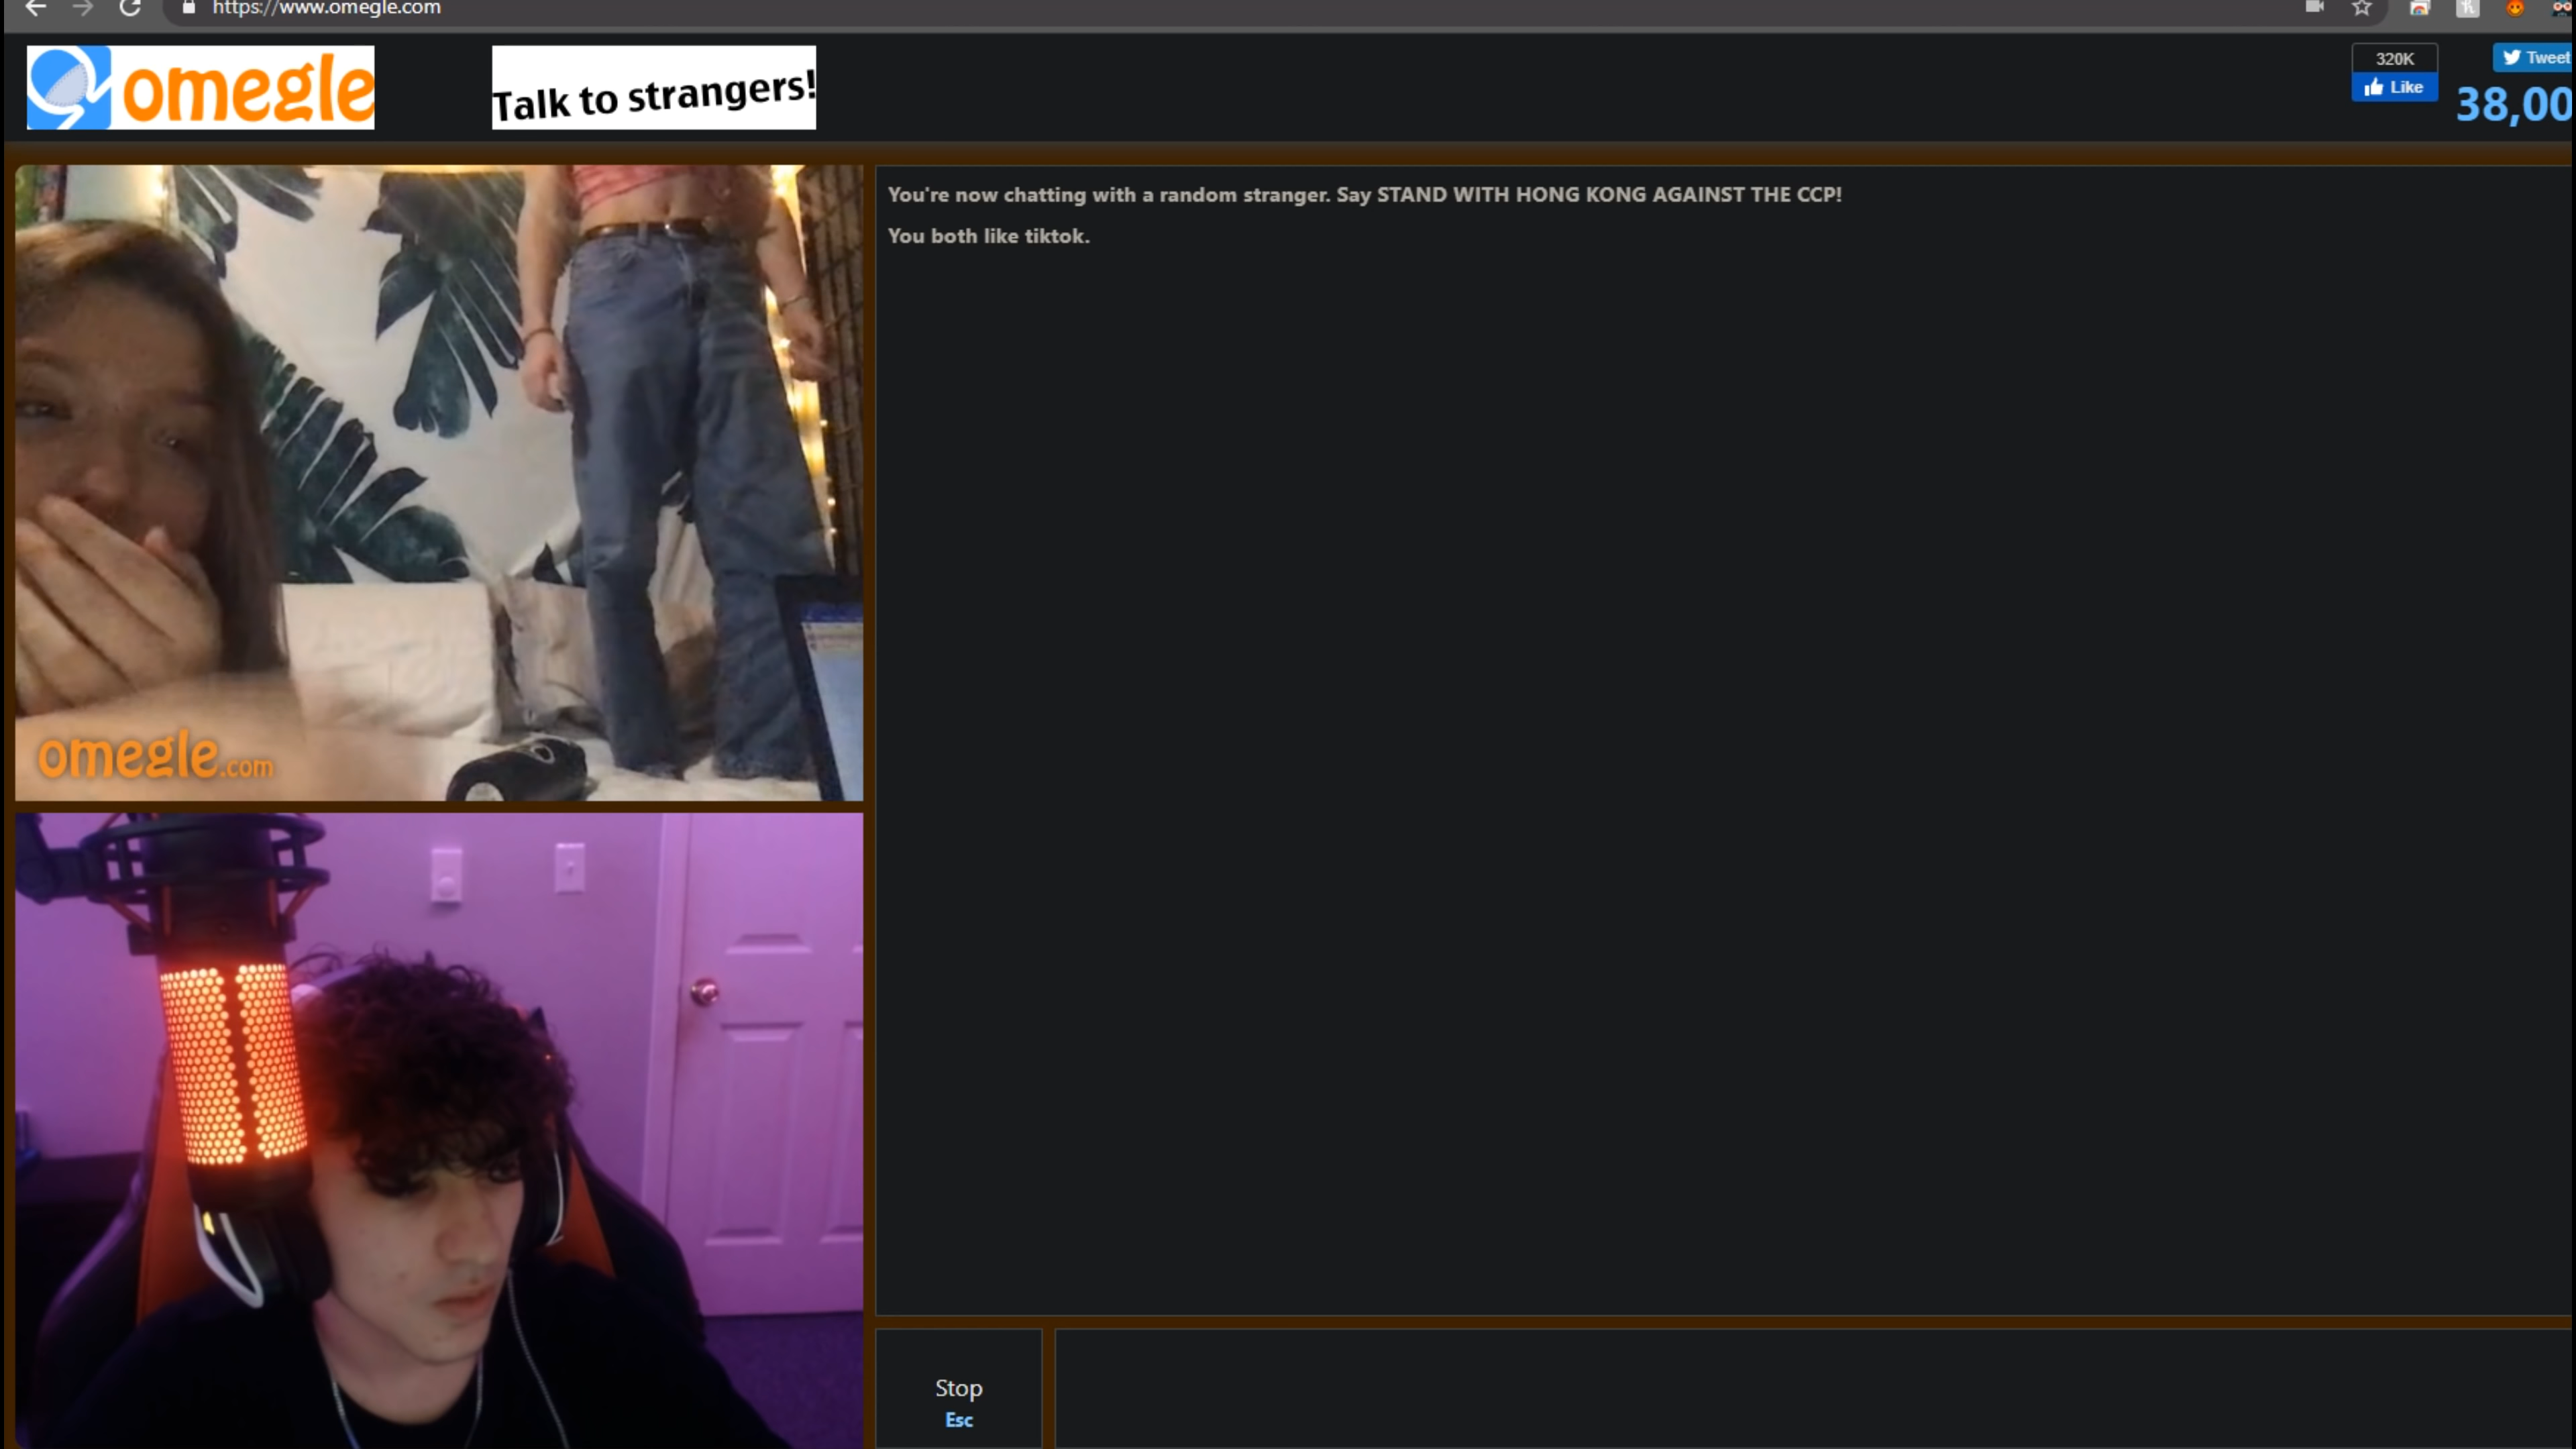 https://www.omegle.com
omegle
Talk to strangers!
320K
Like
Tweet
38,00
You're now chatting with a random stranger. Say STAND WITH HONG KONG AGAINST THE CCP!
You both like tiktok.
omegle.com
Stop
Esc